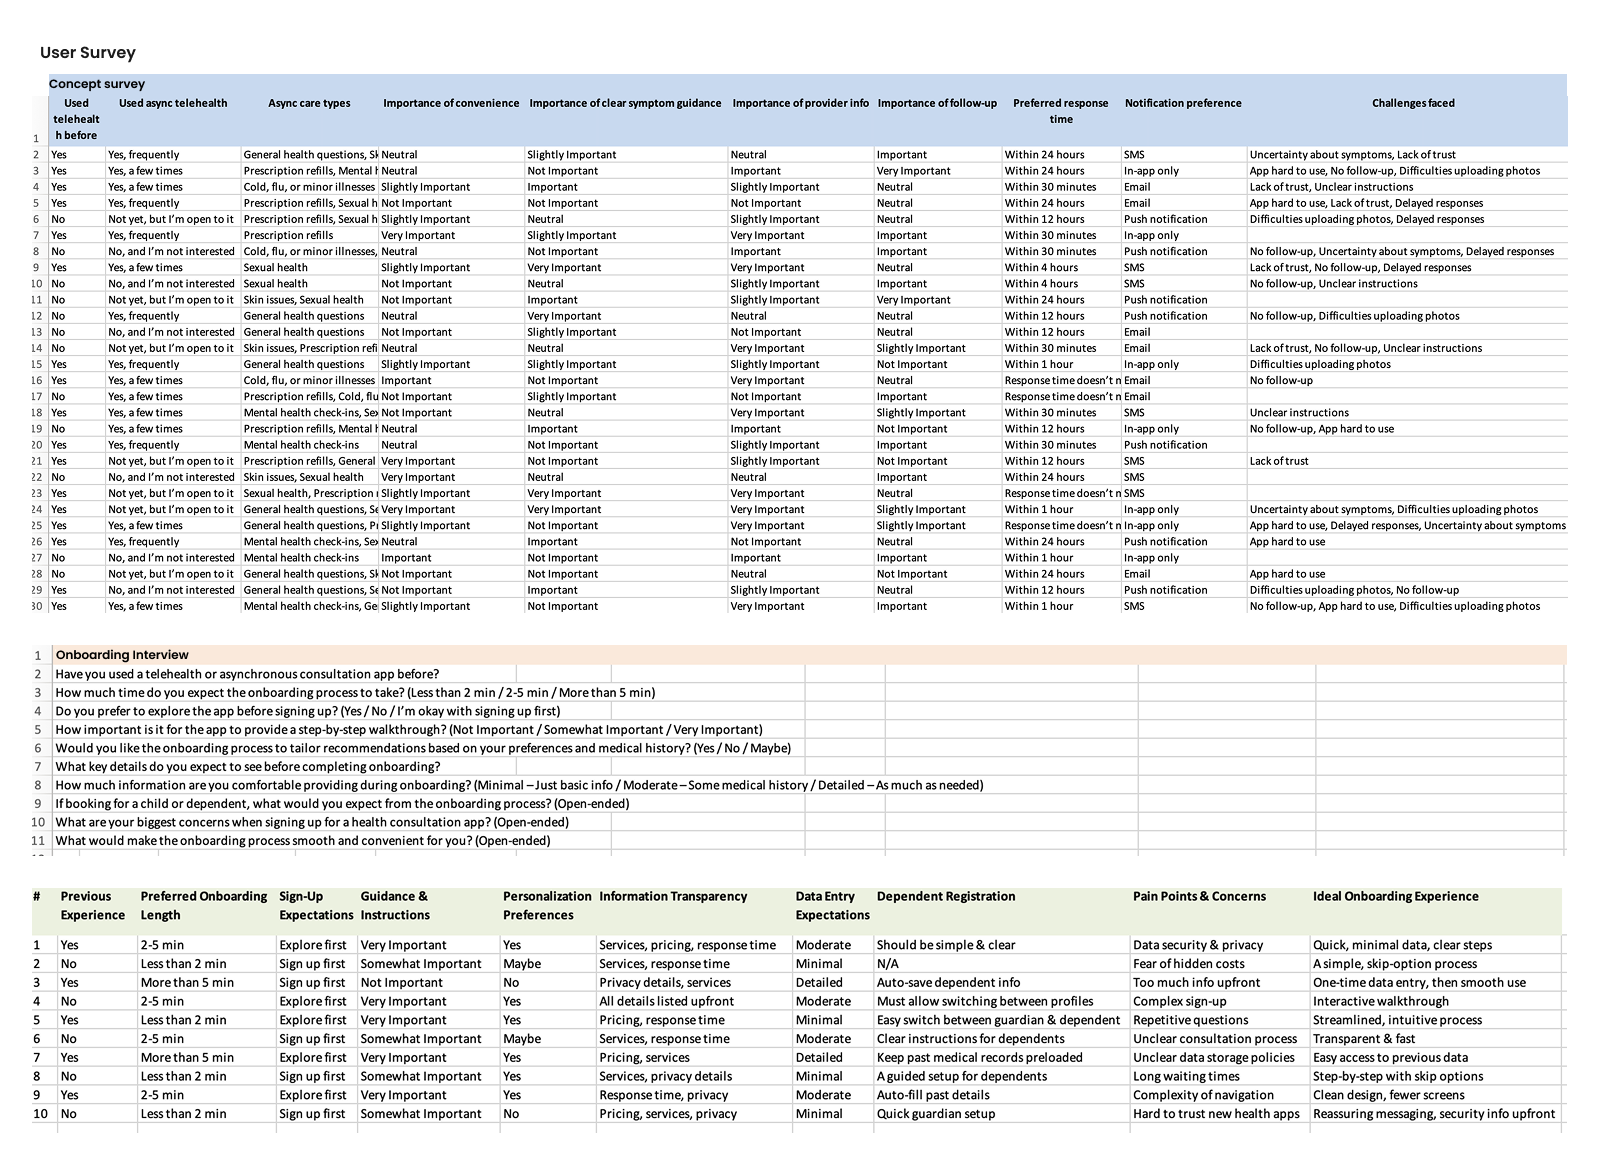 User Survey
Concept survey
Used telehealt h before | Used async telehealth | Async care types | Importance of convenience | Importance of clear symptom guidance | Importance of provider info | Importance of follow-up | Preferred response time | Notification preference | Challenges faced
1
2 Yes | Yes, frequently | General health questions, Sk | Neutral | Slightly Important | Neutral | Important | Within 24 hours | SMS | Uncertainty about symptoms, Lack of trust
3 Yes | Yes, a few times | Prescription refills, Mental h | Neutral | Not Important | Important | Very Important | Within 24 hours | In-app only | App hard to use, No follow-up, Difficulties uploading photos
4 Yes | Yes, a few times | Cold, flu, or minor illnesses | Slightly Important | Important | Slightly Important | Neutral | Within 30 minutes | Email | Lack of trust, Unclear instructions
5 Yes | Yes, frequently | Prescription refills, Sexual h | Not Important | Not Important | Not Important | Neutral | Within 24 hours | Email | App hard to use, Lack of trust, Delayed responses
6 No | Not yet, but I'm open to it | Prescription refills, Sexual h | Slightly Important | Neutral | Slightly Important | Neutral | Within 12 hours | Push notification | Difficulties uploading photos, Delayed responses
7 Yes | Yes, frequently | Prescription refills | Very Important | Slightly Important | Very Important | Important | Within 30 minutes | In-app only
8 No | No, and I'm not interested | Cold, flu, or minor illnesses, | Neutral | Not Important | Important | Important | Within 30 minutes | Push notification | No follow-up, Uncertainty about symptoms, Delayed responses
9 Yes | Yes, a few times | Sexual health | Slightly Important | Very Important | Very Important | Neutral | Within 4 hours | SMS | Lack of trust, No follow-up, Delayed responses
10 No | No, and I'm not interested | Sexual health | Not Important | Neutral | Slightly Important | Important | Within 4 hours | SMS | No follow-up, Unclear instructions
11 No | Not yet, but I'm open to it | Skin issues, Sexual health | Not Important | Important | Slightly Important | Very Important | Within 24 hours | Push notification
12 No | Yes, frequently | General health questions | Neutral | Very Important | Neutral | Neutral | Within 12 hours | Push notification | No follow-up, Difficulties uploading photos
13 No | No, and I'm not interested | General health questions | Not Important | Slightly Important | Not Important | Neutral | Within 12 hours | Email
14 No | Not yet, but I'm open to it | Skin issues, Prescription refi | Neutral | Neutral | Very Important | Slightly Important | Within 30 minutes | Email | Lack of trust, No follow-up, Unclear instructions
15 Yes | Yes, frequently | General health questions | Slightly Important | Slightly Important | Slightly Important | Not Important | Within 1 hour | In-app only | Difficulties uploading photos
16 Yes | Yes, a few times | Cold, flu, or minor illnesses | Important | Not Important | Very Important | Neutral | Response time doesn't n | Email | No follow-up
17 No | Yes, a few times | Prescription refills, Cold, flu | Not Important | Slightly Important | Not Important | Important | Response time doesn't n | Email
18 Yes | Yes, a few times | Mental health check-ins, Sex | Not Important | Neutral | Very Important | Slightly Important | Within 30 minutes | SMS | Unclear instructions
19 No | Yes, a few times | Prescription refills, Mental h | Neutral | Important | Important | Not Important | Within 12 hours | In-app only | No follow-up, App hard to use
20 Yes | Yes, frequently | Mental health check-ins | Neutral | Not Important | Slightly Important | Important | Within 30 minutes | Push notification
21 Yes | Not yet, but I'm open to it | Prescription refills, General | Very Important | Not Important | Slightly Important | Not Important | Within 12 hours | SMS | Lack of trust
22 No | No, and I'm not interested | Skin issues, Sexual health | Very Important | Neutral | Neutral | Important | Within 12 hours | SMS
23 Yes | Not yet, but I'm open to it | Sexual health, Prescription r | Slightly Important | Very Important | Very Important | Neutral | Response time doesn't n | SMS
24 Yes | Not yet, but I'm open to it | General health questions, Se | Very Important | Very Important | Very Important | Slightly Important | Within 1 hour | In-app only | Uncertainty about symptoms, Difficulties uploading photos
25 Yes | Yes, a few times | General health questions, Pr | Slightly Important | Not Important | Very Important | Slightly Important | Response time doesn't n | In-app only | App hard to use, Delayed responses, Uncertainty about symptoms
26 Yes | Yes, frequently | Mental health check-ins, Sex | Neutral | Important | Not Important | Neutral | Within 24 hours | Push notification | App hard to use
27 No | No, and I'm not interested | Mental health check-ins | Important | Not Important | Important | Important | Within 1 hour | In-app only
28 No | Not yet, but I'm open to it | General health questions, Sk | Not Important | Not Important | Neutral | Not Important | Within 24 hours | Email | App hard to use
29 Yes | No, and I'm not interested | General health questions, Se | Not Important | Important | Slightly Important | Neutral | Within 12 hours | Push notification | Difficulties uploading photos, No follow-up
30 Yes | Yes, a few times | Mental health check-ins, Ge | Slightly Important | Not Important | Very Important | Important | Within 1 hour | SMS | No follow-up, App hard to use, Difficulties uploading photos
1 Onboarding Interview
2 Have you used a telehealth or asynchronous consultation app before?
3 How much time do you expect the onboarding process to take? (Less than 2 min / 2-5 min / More than 5 min)
4 Do you prefer to explore the app before signing up? (Yes / No / I'm okay with signing up first)
5 How important is it for the app to provide a step-by-step walkthrough? (Not Important / Somewhat Important / Very Important)
6 Would you like the onboarding process to tailor recommendations based on your preferences and medical history? (Yes / No / Maybe)
7 What key details do you expect to see before completing onboarding?
8 How much information are you comfortable providing during onboarding? (Minimal – Just basic info / Moderate – Some medical history / Detailed – As much as needed)
9 If booking for a child or dependent, what would you expect from the onboarding process? (Open-ended)
10 What are your biggest concerns when signing up for a health consultation app? (Open-ended)
11 What would make the onboarding process smooth and convenient for you? (Open-ended)
# | Previous Experience | Preferred Onboarding Length | Sign-Up Expectations | Guidance & Instructions | Personalization Preferences | Information Transparency | Data Entry Expectations | Dependent Registration | Pain Points & Concerns | Ideal Onboarding Experience
1 | Yes | 2-5 min | Explore first | Very Important | Yes | Services, pricing, response time | Moderate | Should be simple & clear | Data security & privacy | Quick, minimal data, clear steps
2 | No | Less than 2 min | Sign up first | Somewhat Important | Maybe | Services, response time | Minimal | N/A | Fear of hidden costs | A simple, skip-option process
3 | Yes | More than 5 min | Sign up first | Not Important | No | Privacy details, services | Detailed | Auto-save dependent info | Too much info upfront | One-time data entry, then smooth use
4 | No | 2-5 min | Explore first | Very Important | Yes | All details listed upfront | Moderate | Must allow switching between profiles | Complex sign-up | Interactive walkthrough
5 | Yes | Less than 2 min | Explore first | Very Important | Yes | Pricing, response time | Minimal | Easy switch between guardian & dependent | Repetitive questions | Streamlined, intuitive process
6 | No | 2-5 min | Sign up first | Somewhat Important | Maybe | Services, response time | Moderate | Clear instructions for dependents | Unclear consultation process | Transparent & fast
7 | Yes | More than 5 min | Explore first | Very Important | Yes | Pricing, services | Detailed | Keep past medical records preloaded | Unclear data storage policies | Easy access to previous data
8 | No | Less than 2 min | Sign up first | Somewhat Important | Yes | Services, privacy details | Minimal | A guided setup for dependents | Long waiting times | Step-by-step with skip options
9 | Yes | 2-5 min | Explore first | Very Important | Yes | Response time, privacy | Moderate | Auto-fill past details | Complexity of navigation | Clean design, fewer screens
10 | No | Less than 2 min | Sign up first | Somewhat Important | No | Pricing, services, privacy | Minimal | Quick guardian setup | Hard to trust new health apps | Reassuring messaging, security info upfront